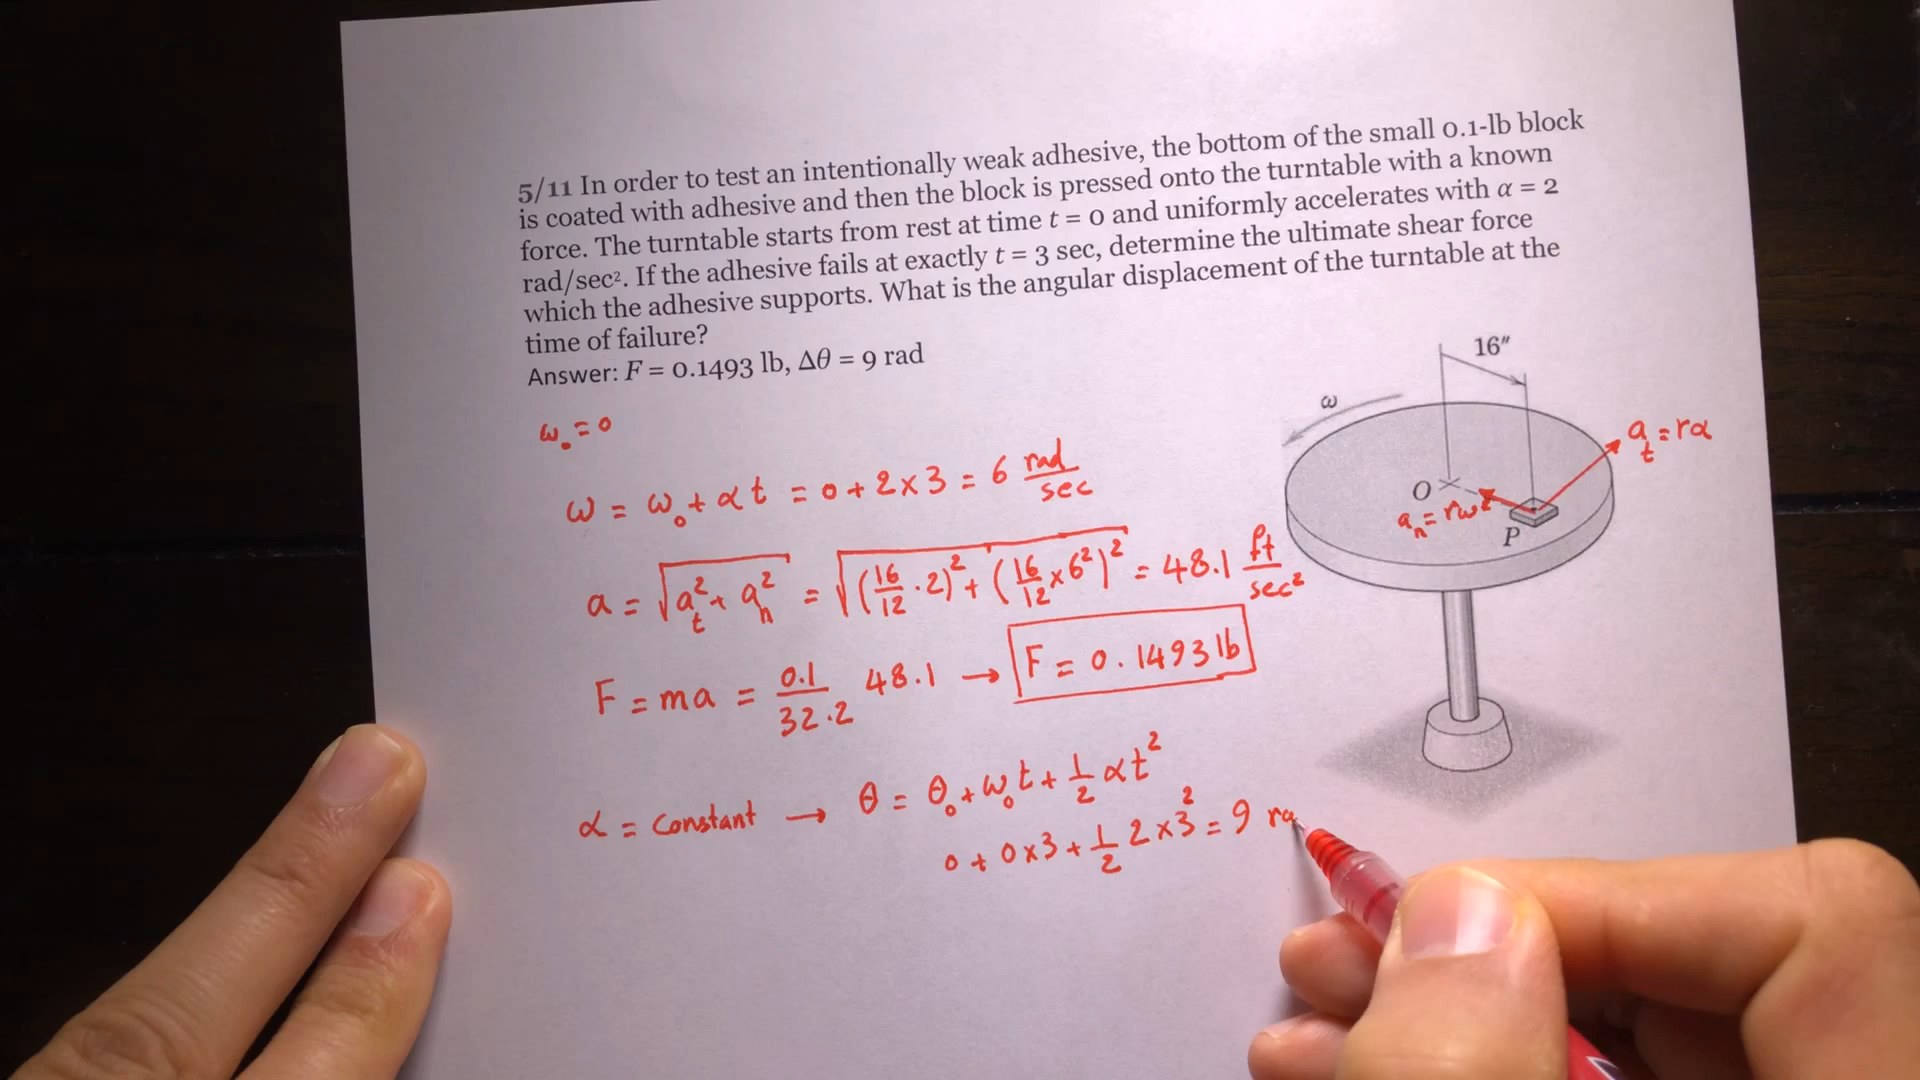 5/11 In order to test an intentionally weak adhesive, the bottom of the small 0.1-lb block
is coated with adhesive and then the block is pressed onto the turntable with a known
force. The turntable starts from rest at time t = 0 and uniformly accelerates with α = 2
rad/sec². If the adhesive fails at exactly t = 3 sec, determine the ultimate shear force
which the adhesive supports. What is the angular displacement of the turntable at the
time of failure?
Answer: F = 0.1493 lb, Δθ = 9 rad
16″
ω
a_t = rα
O
a_n = rω²
P
ω₀ = 0
ω = ω₀ + αt = 0 + 2×3 = 6 rad/sec
a = √(a_t² + a_n²) = √((16/12 · 2)² + (16/12 × 6²)²) = 48.1 ft/sec²
F = ma = 0.1/32.2 48.1 → F = 0.1493 lb
α = constant → θ = θ₀ + ω₀t + 1/2 αt²
0 + 0×3 + 1/2 2×3² = 9 ra